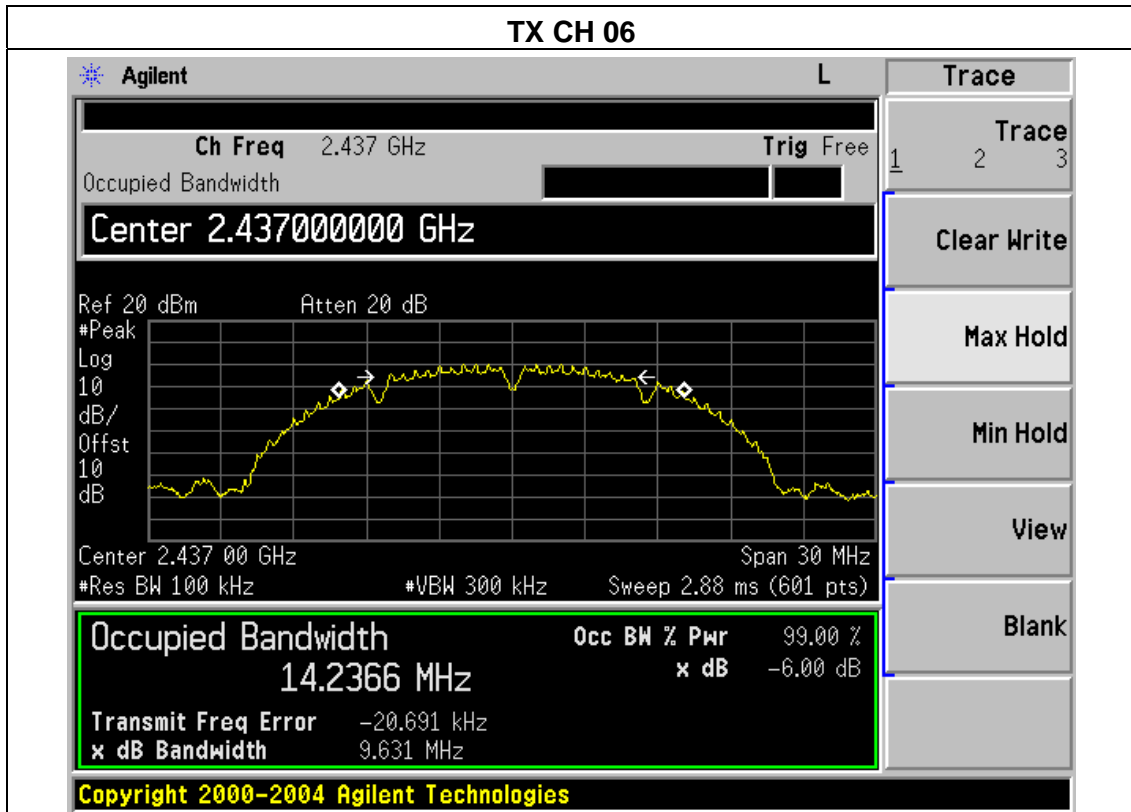 TX CH 06
Agilent L Trace
Ch Freq 2.437 GHz Trig Free
Occupied Bandwidth
Center 2.437000000 GHz
Ref 20 dBm Atten 20 dB
#Peak
Log
10
dB/
Offst
10
dB
Center 2.437 00 GHz Span 30 MHz
#Res BW 100 kHz #VBW 300 kHz Sweep 2.88 ms (601 pts)
Occupied Bandwidth Occ BW % Pwr 99.00 %
14.2366 MHz x dB -6.00 dB
Transmit Freq Error -20.691 kHz
x dB Bandwidth 9.631 MHz
Copyright 2000-2004 Agilent Technologies
Trace
1 2 3
Clear Write
Max Hold
Min Hold
View
Blank